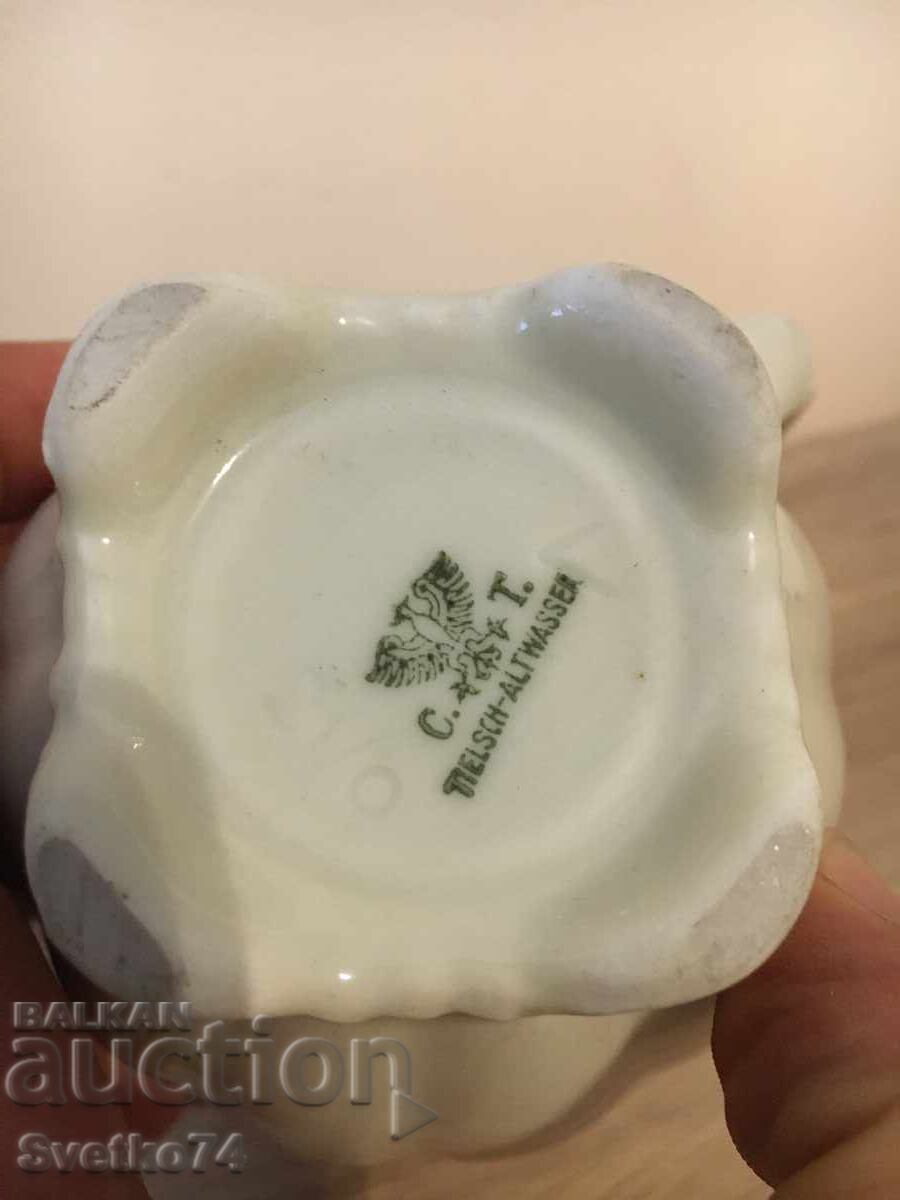 C. T.
TIELSCH-ALTWASSER
BALKAN
auction
Svetko74